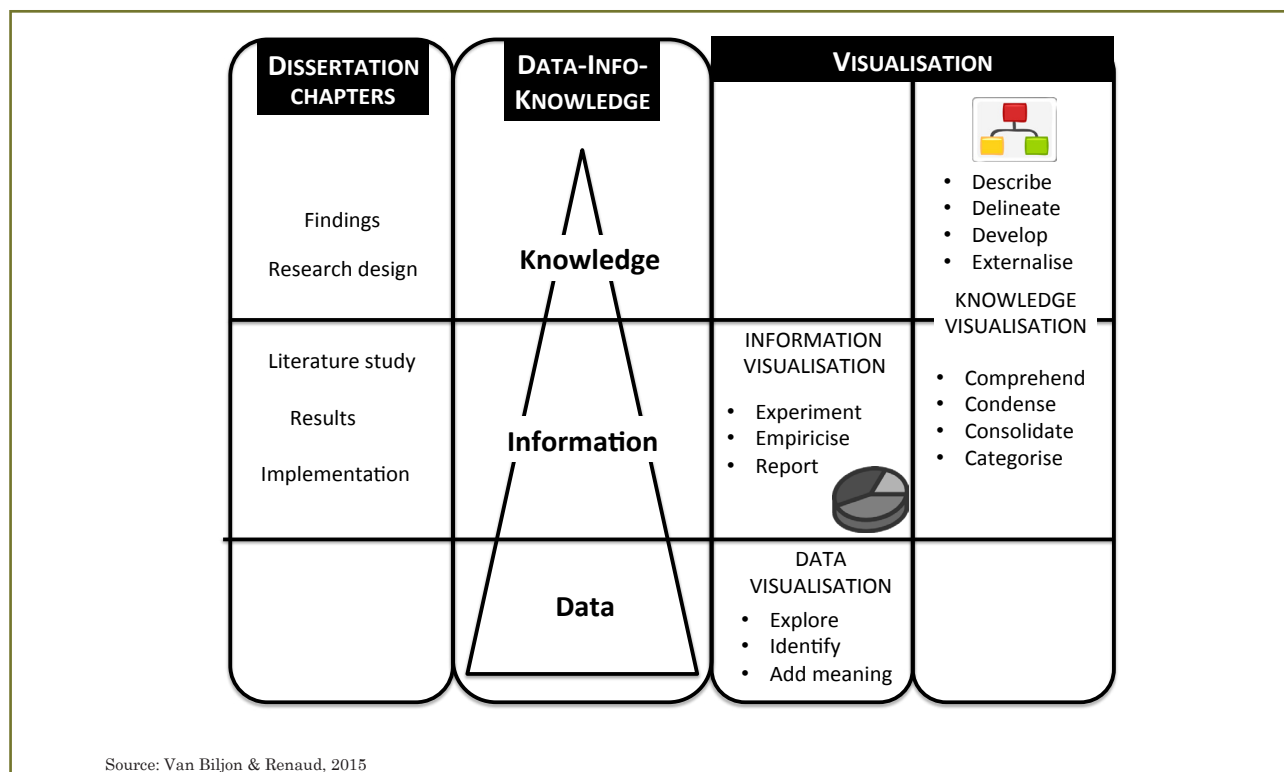 DISSERTATION
CHAPTERS
Findings
Research design
Literature study
Results
Implementation
DATA-INFO-
KNOWLEDGE
Knowledge
Information
Data
VISUALISATION
INFORMATION
VISUALISATION
• Experiment
• Empiricise
• Report
DATA
VISUALISATION
• Explore
• Identify
• Add meaning
• Describe
• Delineate
• Develop
• Externalise
KNOWLEDGE
VISUALISATION
• Comprehend
• Condense
• Consolidate
• Categorise
Source: Van Biljon & Renaud, 2015